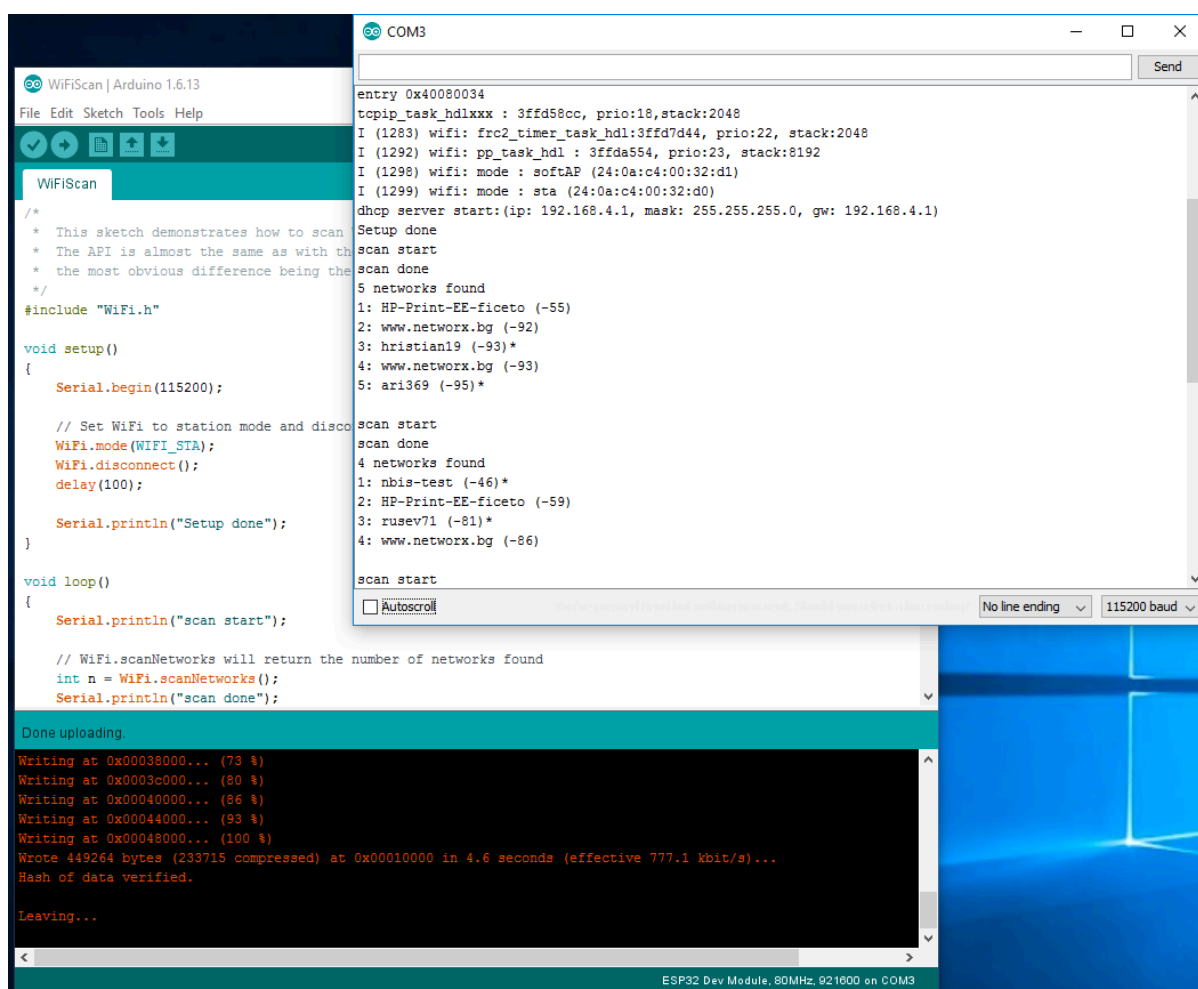 WiFiScan | Arduino 1.6.13
File Edit Sketch Tools Help
WiFiScan
/*
 * This sketch demonstrates how to scan
 * The API is almost the same as with th
 * the most obvious difference being the
 */
#include "WiFi.h"

void setup()
{
    Serial.begin(115200);

    // Set WiFi to station mode and disco
    WiFi.mode(WIFI_STA);
    WiFi.disconnect();
    delay(100);

    Serial.println("Setup done");
}

void loop()
{
    Serial.println("scan start");

    // WiFi.scanNetworks will return the number of networks found
    int n = WiFi.scanNetworks();
    Serial.println("scan done");
Done uploading.
Writing at 0x00038000... (73 %)
Writing at 0x0003c000... (80 %)
Writing at 0x00040000... (86 %)
Writing at 0x00044000... (93 %)
Writing at 0x00048000... (100 %)
Wrote 449264 bytes (233715 compressed) at 0x00010000 in 4.6 seconds (effective 777.1 kbit/s)...
Hash of data verified.

Leaving...
ESP32 Dev Module, 80MHz, 921600 on COM3
COM3
Send
entry 0x40080034
tcpip_task_hdlxxx : 3ffd58cc, prio:18,stack:2048
I (1283) wifi: frc2_timer_task_hdl:3ffd7d44, prio:22, stack:2048
I (1292) wifi: pp_task_hdl : 3ffda554, prio:23, stack:8192
I (1298) wifi: mode : softAP (24:0a:c4:00:32:d1)
I (1299) wifi: mode : sta (24:0a:c4:00:32:d0)
dhcp server start:(ip: 192.168.4.1, mask: 255.255.255.0, gw: 192.168.4.1)
Setup done
scan start
scan done
5 networks found
1: HP-Print-EE-ficeto (-55)
2: www.networx.bg (-92)
3: hristian19 (-93)*
4: www.networx.bg (-93)
5: ari369 (-95)*

scan start
scan done
4 networks found
1: nbis-test (-46)*
2: HP-Print-EE-ficeto (-59)
3: rusev71 (-81)*
4: www.networx.bg (-86)

scan start
Autoscroll
No line ending
115200 baud